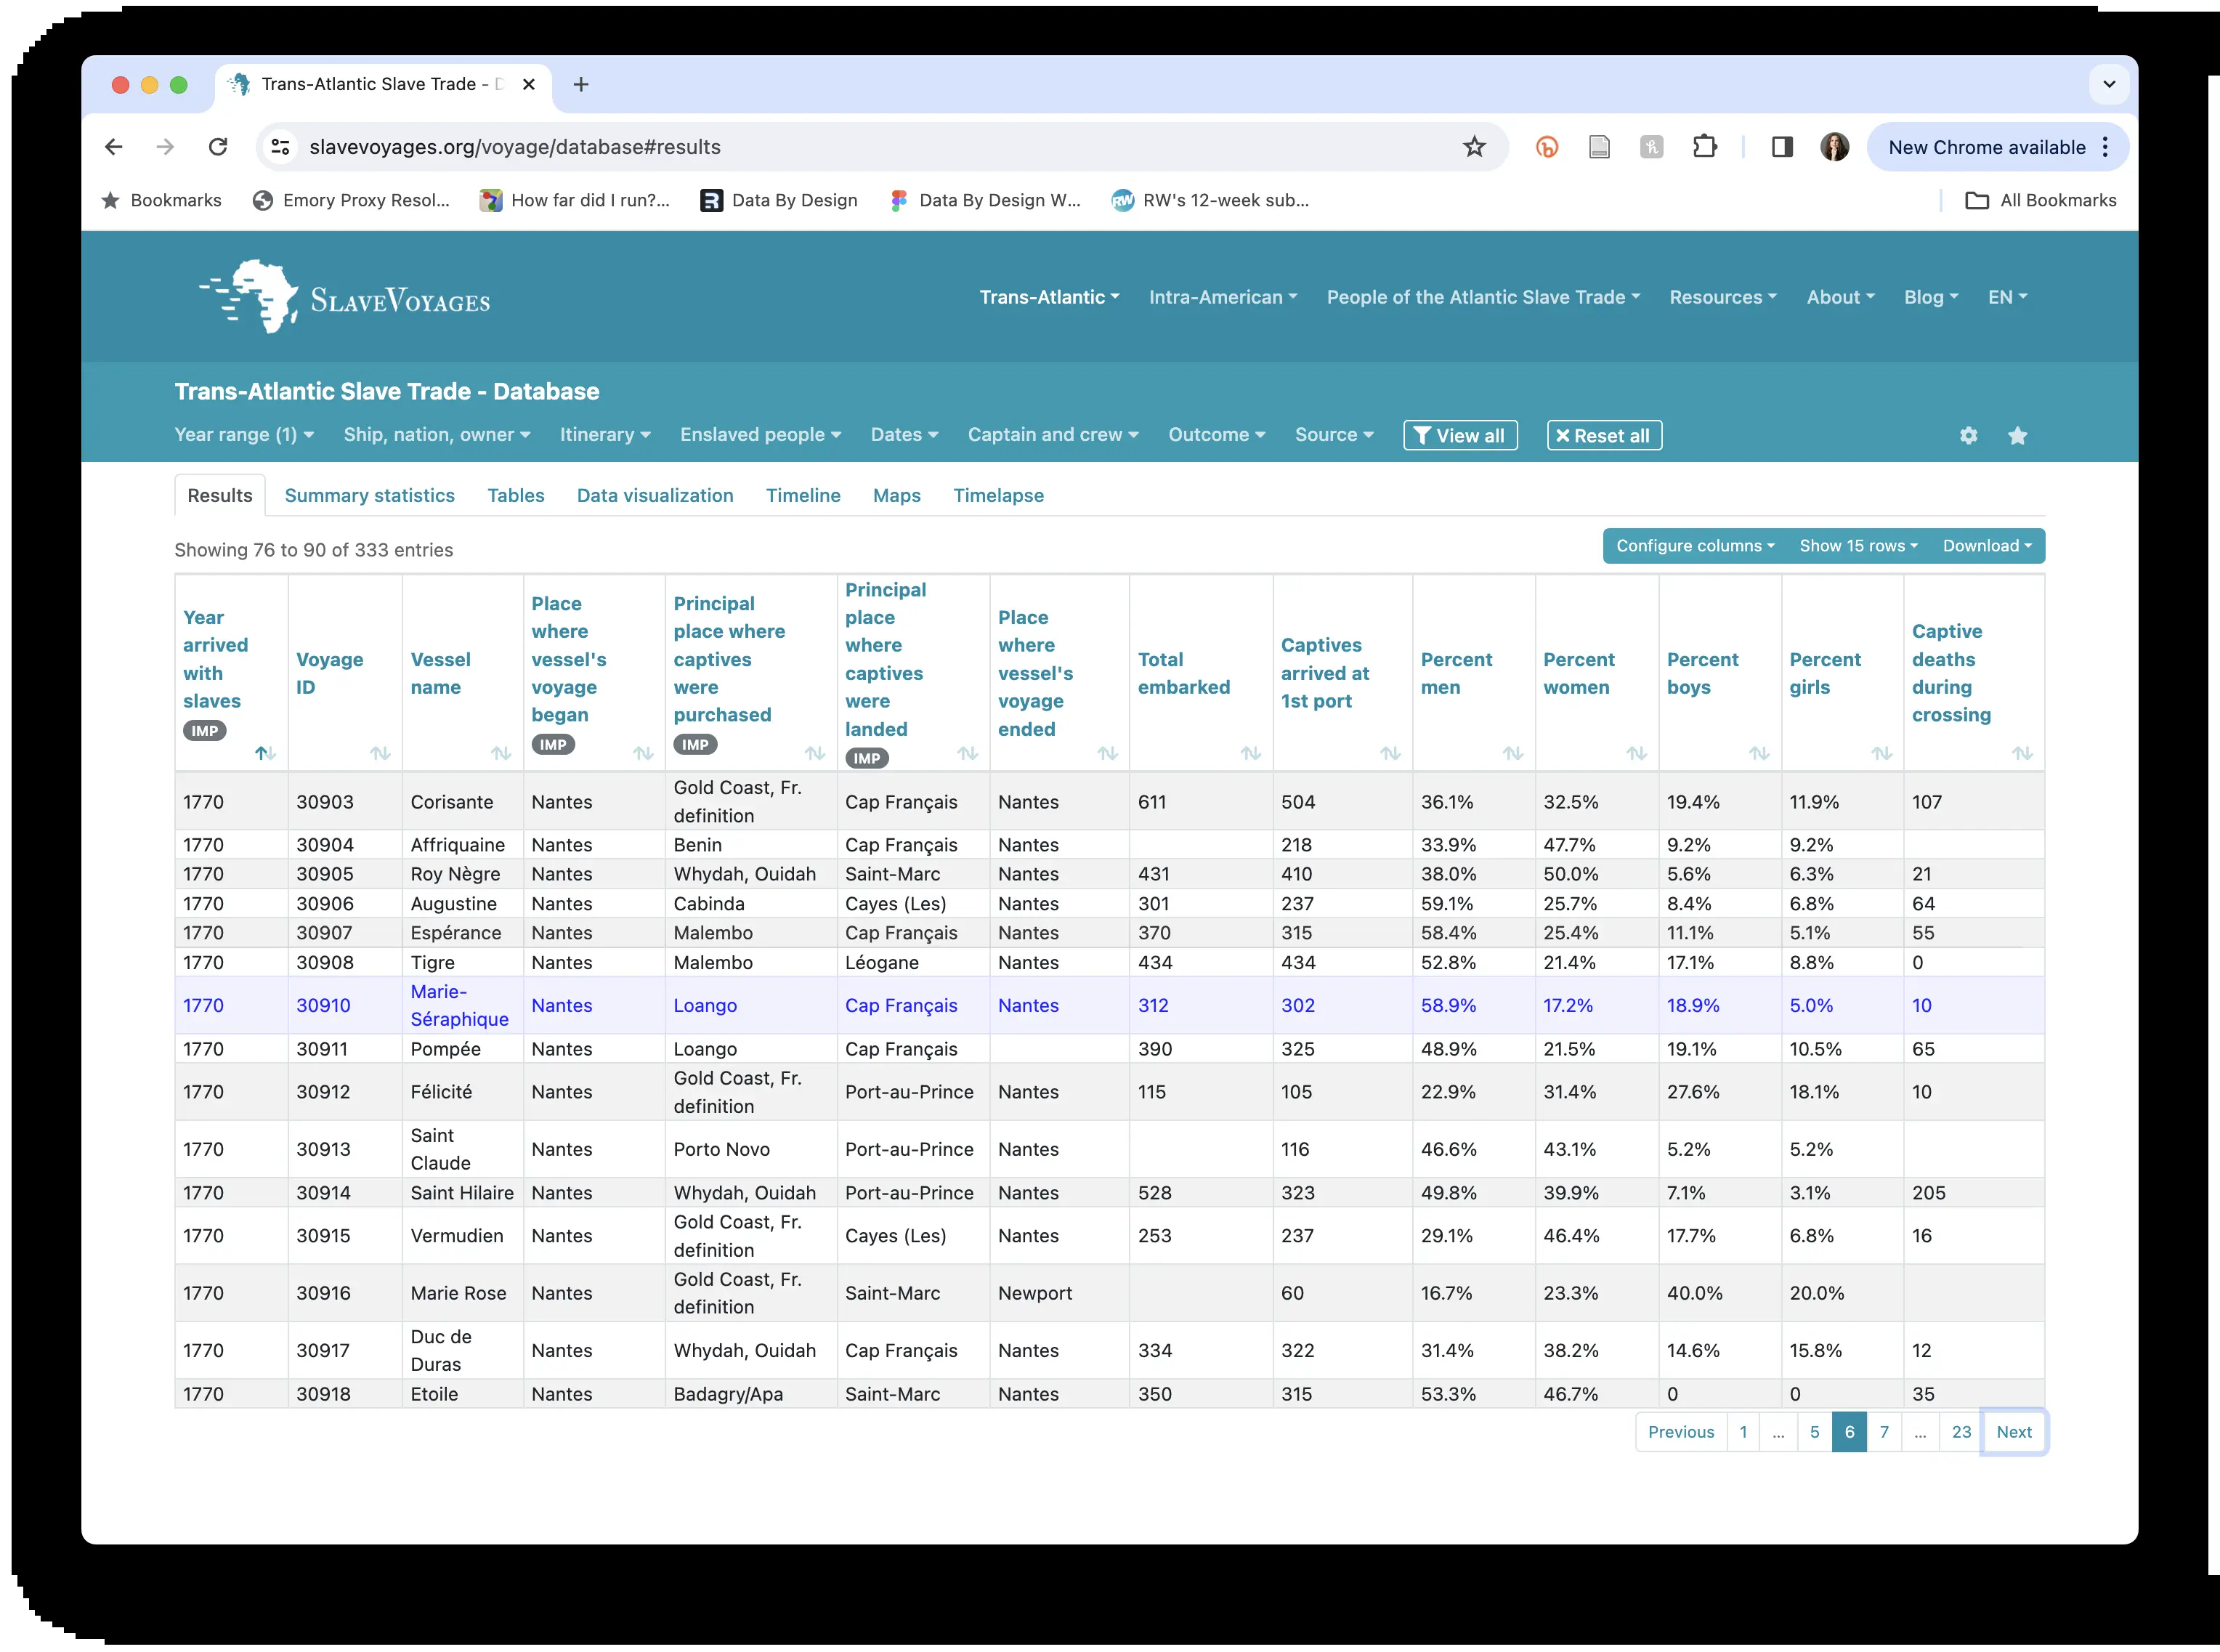 Trans-Atlantic Slave Trade - D
slavevoyages.org/voyage/database#results
New Chrome available
Bookmarks Emory Proxy Resol... How far did I run?... Data By Design Data By Design W... RW's 12-week sub... All Bookmarks
SLAVEVOYAGES
Trans-Atlantic Intra-American People of the Atlantic Slave Trade Resources About Blog EN
Trans-Atlantic Slave Trade - Database
Year range (1) Ship, nation, owner Itinerary Enslaved people Dates Captain and crew Outcome Source View all Reset all
Results Summary statistics Tables Data visualization Timeline Maps Timelapse
Showing 76 to 90 of 333 entries
Configure columns Show 15 rows Download
Year arrived with slaves IMP
Voyage ID
Vessel name
Place where vessel's voyage began IMP
Principal place where captives were purchased IMP
Principal place where captives were landed IMP
Place where vessel's voyage ended
Total embarked
Captives arrived at 1st port
Percent men
Percent women
Percent boys
Percent girls
Captive deaths during crossing
1770 30903 Corisante Nantes Gold Coast, Fr. definition Cap Français Nantes 611 504 36.1% 32.5% 19.4% 11.9% 107
1770 30904 Affriquaine Nantes Benin Cap Français Nantes 218 33.9% 47.7% 9.2% 9.2%
1770 30905 Roy Nègre Nantes Whydah, Ouidah Saint-Marc Nantes 431 410 38.0% 50.0% 5.6% 6.3% 21
1770 30906 Augustine Nantes Cabinda Cayes (Les) Nantes 301 237 59.1% 25.7% 8.4% 6.8% 64
1770 30907 Espérance Nantes Malembo Cap Français Nantes 370 315 58.4% 25.4% 11.1% 5.1% 55
1770 30908 Tigre Nantes Malembo Léogane Nantes 434 434 52.8% 21.4% 17.1% 8.8% 0
1770 30910 Marie-Séraphique Nantes Loango Cap Français Nantes 312 302 58.9% 17.2% 18.9% 5.0% 10
1770 30911 Pompée Nantes Loango Cap Français 390 325 48.9% 21.5% 19.1% 10.5% 65
1770 30912 Félicité Nantes Gold Coast, Fr. definition Port-au-Prince Nantes 115 105 22.9% 31.4% 27.6% 18.1% 10
1770 30913 Saint Claude Nantes Porto Novo Port-au-Prince Nantes 116 46.6% 43.1% 5.2% 5.2%
1770 30914 Saint Hilaire Nantes Whydah, Ouidah Port-au-Prince Nantes 528 323 49.8% 39.9% 7.1% 3.1% 205
1770 30915 Vermudien Nantes Gold Coast, Fr. definition Cayes (Les) Nantes 253 237 29.1% 46.4% 17.7% 6.8% 16
1770 30916 Marie Rose Nantes Gold Coast, Fr. definition Saint-Marc Newport 60 16.7% 23.3% 40.0% 20.0%
1770 30917 Duc de Duras Nantes Whydah, Ouidah Cap Français Nantes 334 322 31.4% 38.2% 14.6% 15.8% 12
1770 30918 Etoile Nantes Badagry/Apa Saint-Marc Nantes 350 315 53.3% 46.7% 0 0 35
Previous 1 ... 5 6 7 ... 23 Next